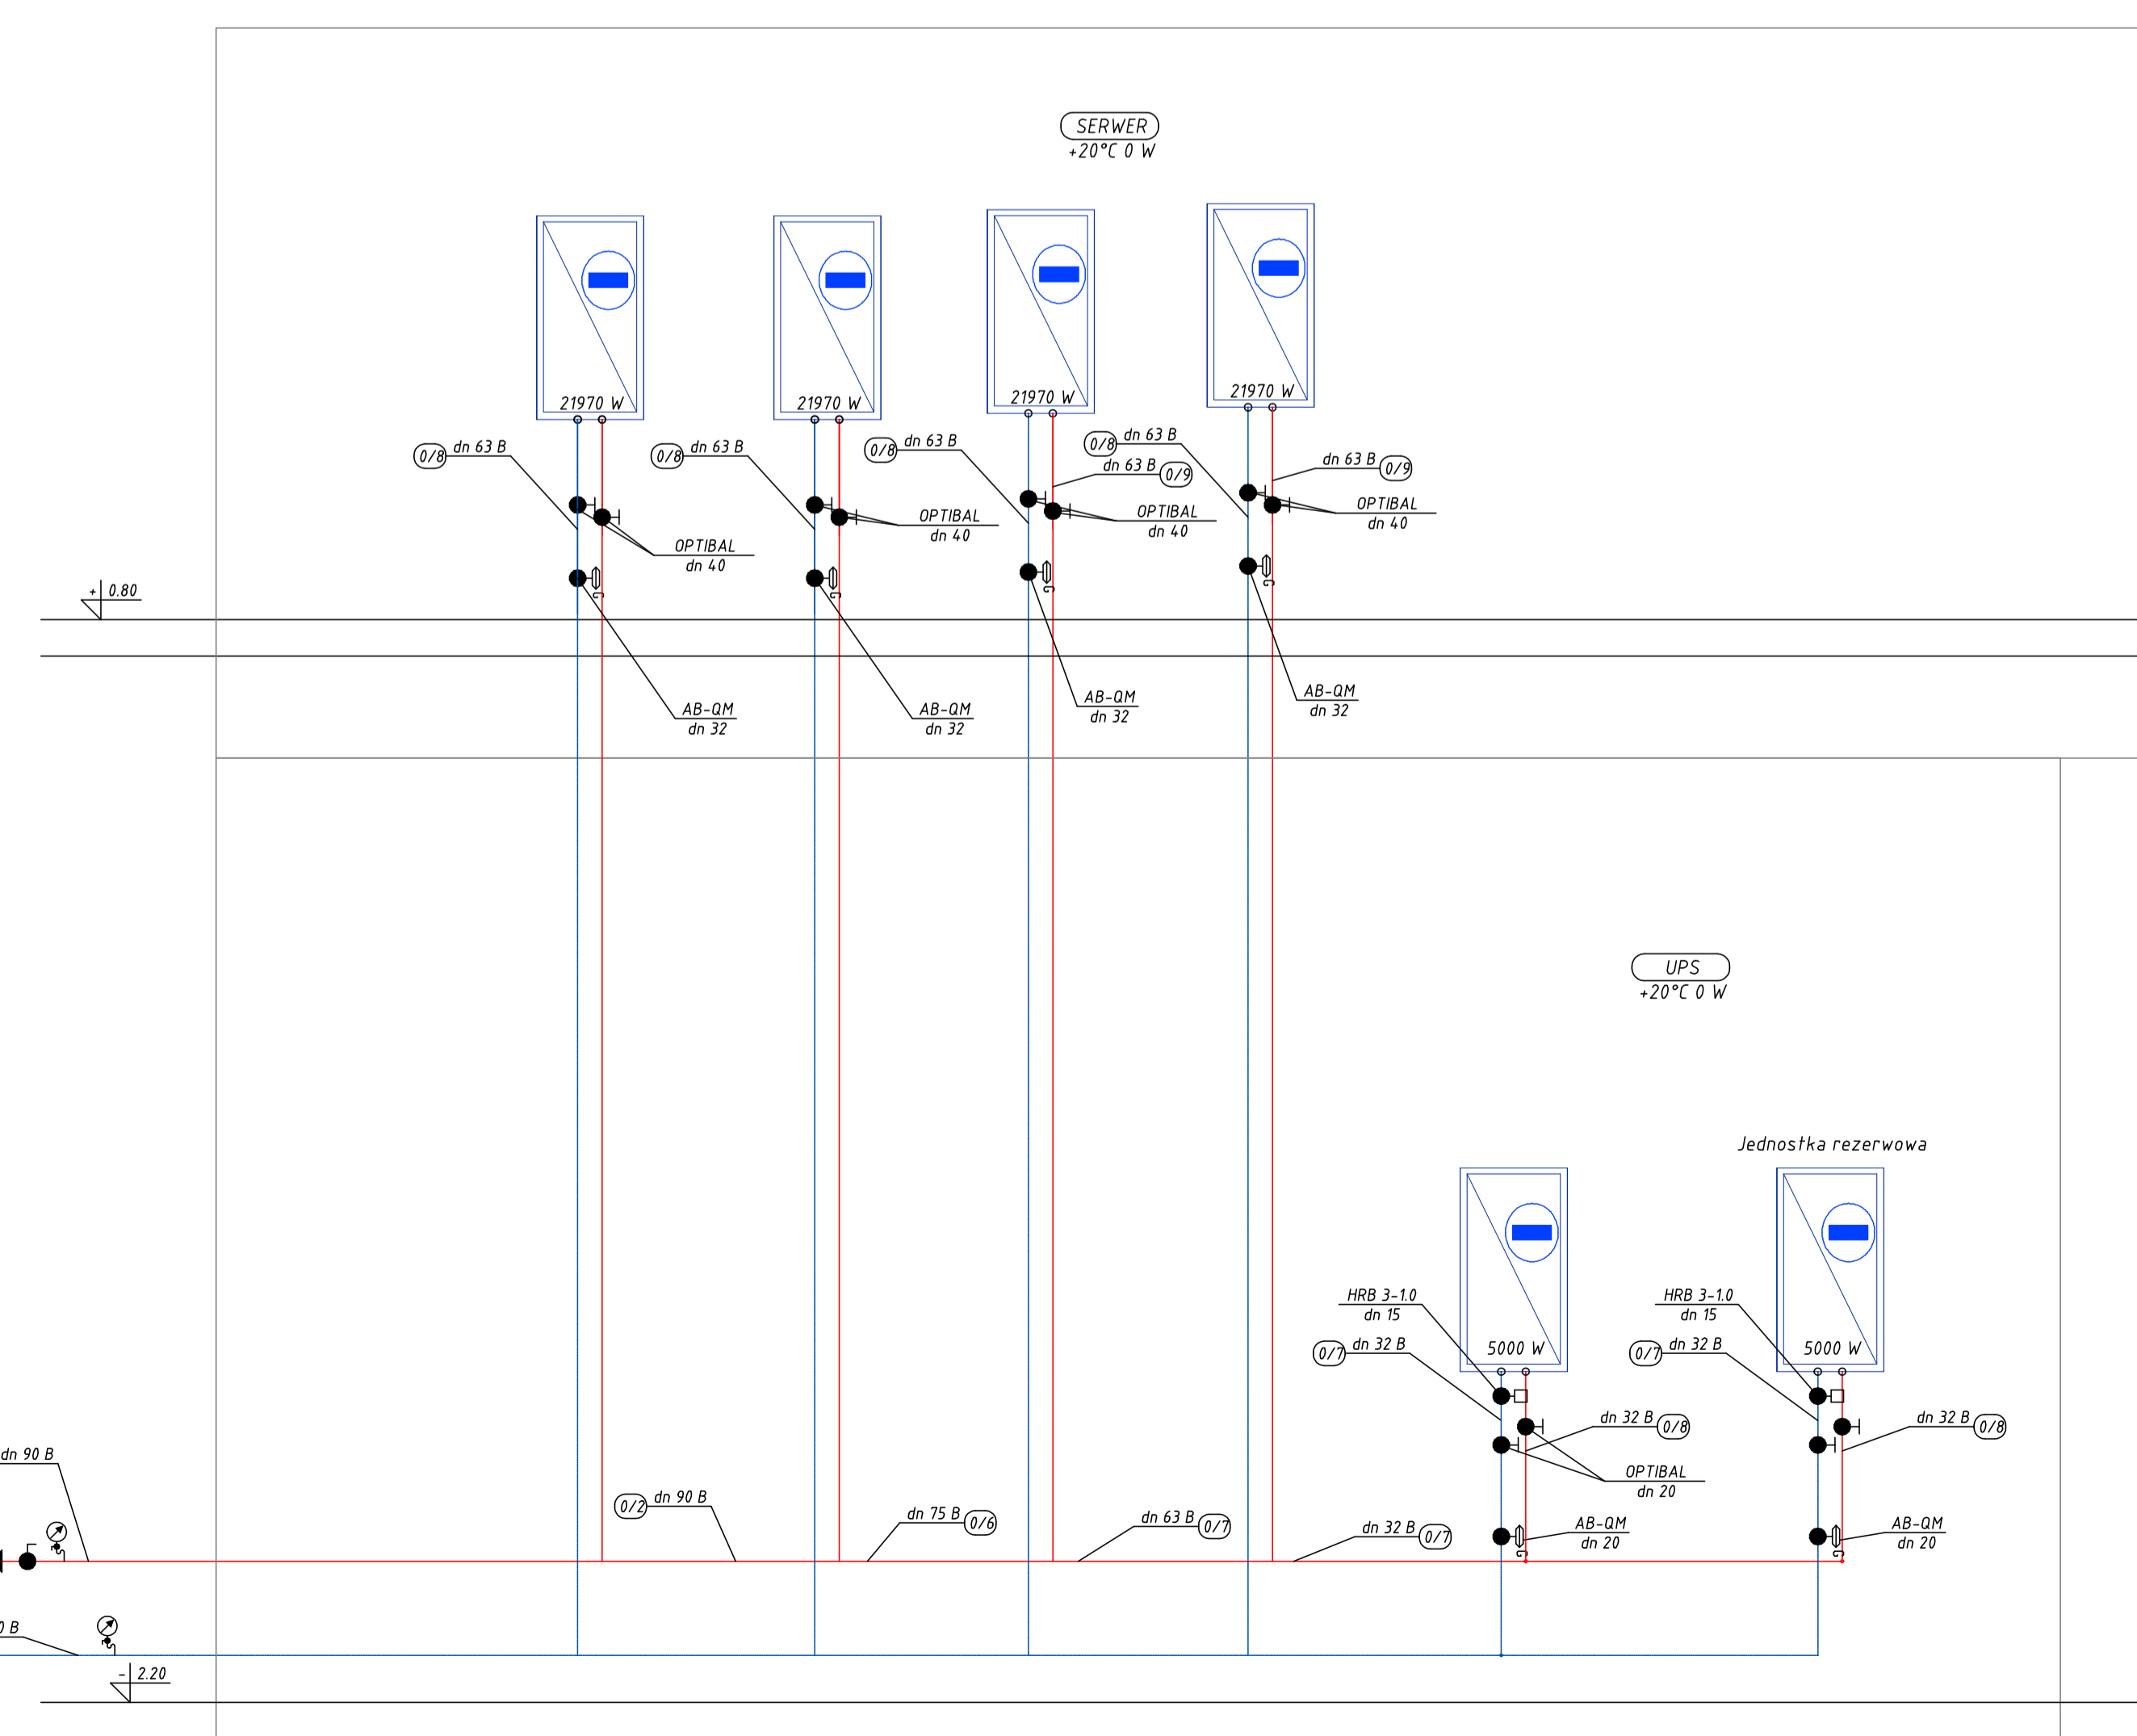 SERWER
+20°C 0 W
21970 W
21970 W
21970 W
21970 W
0/8 dn 63 B
0/8 dn 63 B
0/8 dn 63 B
0/8 dn 63 B
dn 63 B 0/9
dn 63 B 0/9
OPTIBAL
dn 40
OPTIBAL
dn 40
OPTIBAL
dn 40
OPTIBAL
dn 40
+ 0.80
AB-QM
dn 32
AB-QM
dn 32
AB-QM
dn 32
AB-QM
dn 32
UPS
+20°C 0 W
Jednostka rezerwowa
HRB 3-1.0
dn 15
HRB 3-1.0
dn 15
0/7 dn 32 B
5000 W
0/7 dn 32 B
5000 W
dn 32 B 0/8
dn 32 B 0/8
OPTIBAL
dn 20
dn 90 B
0/2 dn 90 B
dn 75 B 0/6
dn 63 B 0/7
dn 32 B 0/7
AB-QM
dn 20
AB-QM
dn 20
0 B
- 2.20